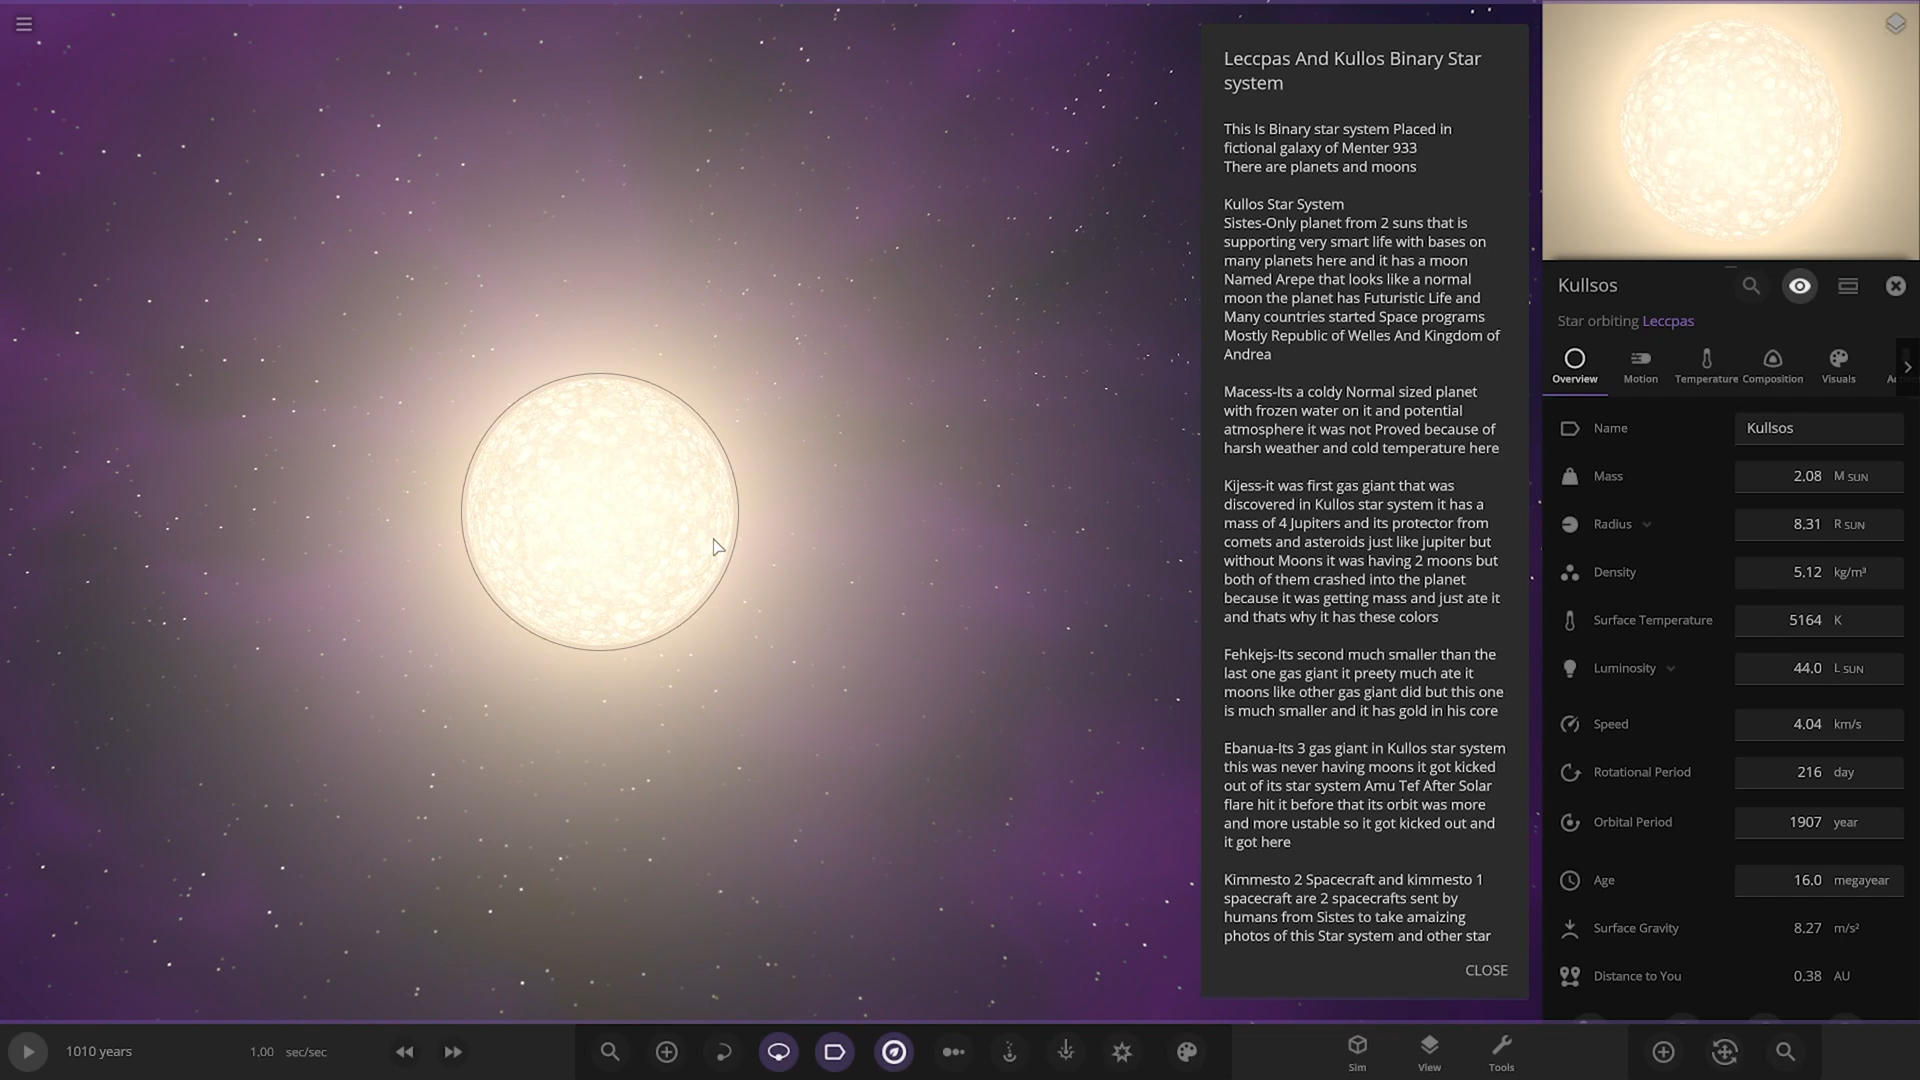 Leccpas And Kullos Binary Star
system
This Is Binary star system Placed in
fictional galaxy of Menter 933
There are planets and moons
Kullos Star System
Sistes-Only planet from 2 suns that is
supporting very smart life with bases on
many planets here and it has a moon
Named Arepe that looks like a normal
moon the planet has Futuristic Life and
Many countries started Space programs
Mostly Republic of Welles And Kingdom of
Andrea
Macess-Its a coldy Normal sized planet
with frozen water on it and potential
atmosphere it was not Proved because of
harsh weather and cold temperature here
Kijess-it was first gas giant that was
discovered in Kullos star system it has a
mass of 4 Jupiters and its protector from
comets and asteroids just like jupiter but
without Moons it was having 2 moons but
both of them crashed into the planet
because it was getting mass and just ate it
and thats why it has these colors
Fehkejs-Its second much smaller than the
last one gas giant it preety much ate it
moons like other gas giant did but this one
is much smaller and it has gold in his core
Ebanua-Its 3 gas giant in Kullos star system
this was never having moons it got kicked
out of its star system Amu Tef After Solar
flare hit it before that its orbit was more
and more ustable so it got kicked out and
it got here
Kimmesto 2 Spacecraft and kimmesto 1
spacecraft are 2 spacecrafts sent by
humans from Sistes to take amaizing
photos of this Star system and other star
CLOSE
Kullsos
Star orbiting Leccpas
Overview Motion Temperature Composition Visuals
Name Kullsos
Mass 2.08 M SUN
Radius 8.31 R SUN
Density 5.12 kg/m³
Surface Temperature 5164 K
Luminosity 44.0 L SUN
Speed 4.04 km/s
Rotational Period 216 day
Orbital Period 1907 year
Age 16.0 megayear
Surface Gravity 8.27 m/s²
Distance to You 0.38 AU
1010 years 1.00 sec/sec
Sim View Tools